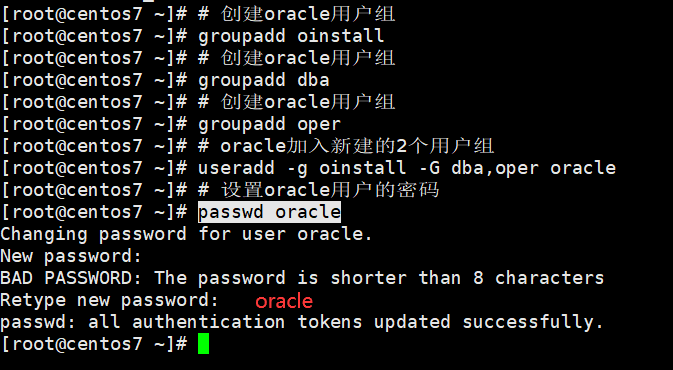 [root@centos7 ~]# # 创建oracle用户组
[root@centos7 ~]# groupadd oinstall
[root@centos7 ~]# # 创建oracle用户组
[root@centos7 ~]# groupadd dba
[root@centos7 ~]# # 创建oracle用户组
[root@centos7 ~]# groupadd oper
[root@centos7 ~]# # oracle加入新建的2个用户组
[root@centos7 ~]# useradd -g oinstall -G dba,oper oracle
[root@centos7 ~]# # 设置oracle用户的密码
[root@centos7 ~]# passwd oracle
Changing password for user oracle.
New password:
BAD PASSWORD: The password is shorter than 8 characters
Retype new password: oracle
passwd: all authentication tokens updated successfully.
[root@centos7 ~]#